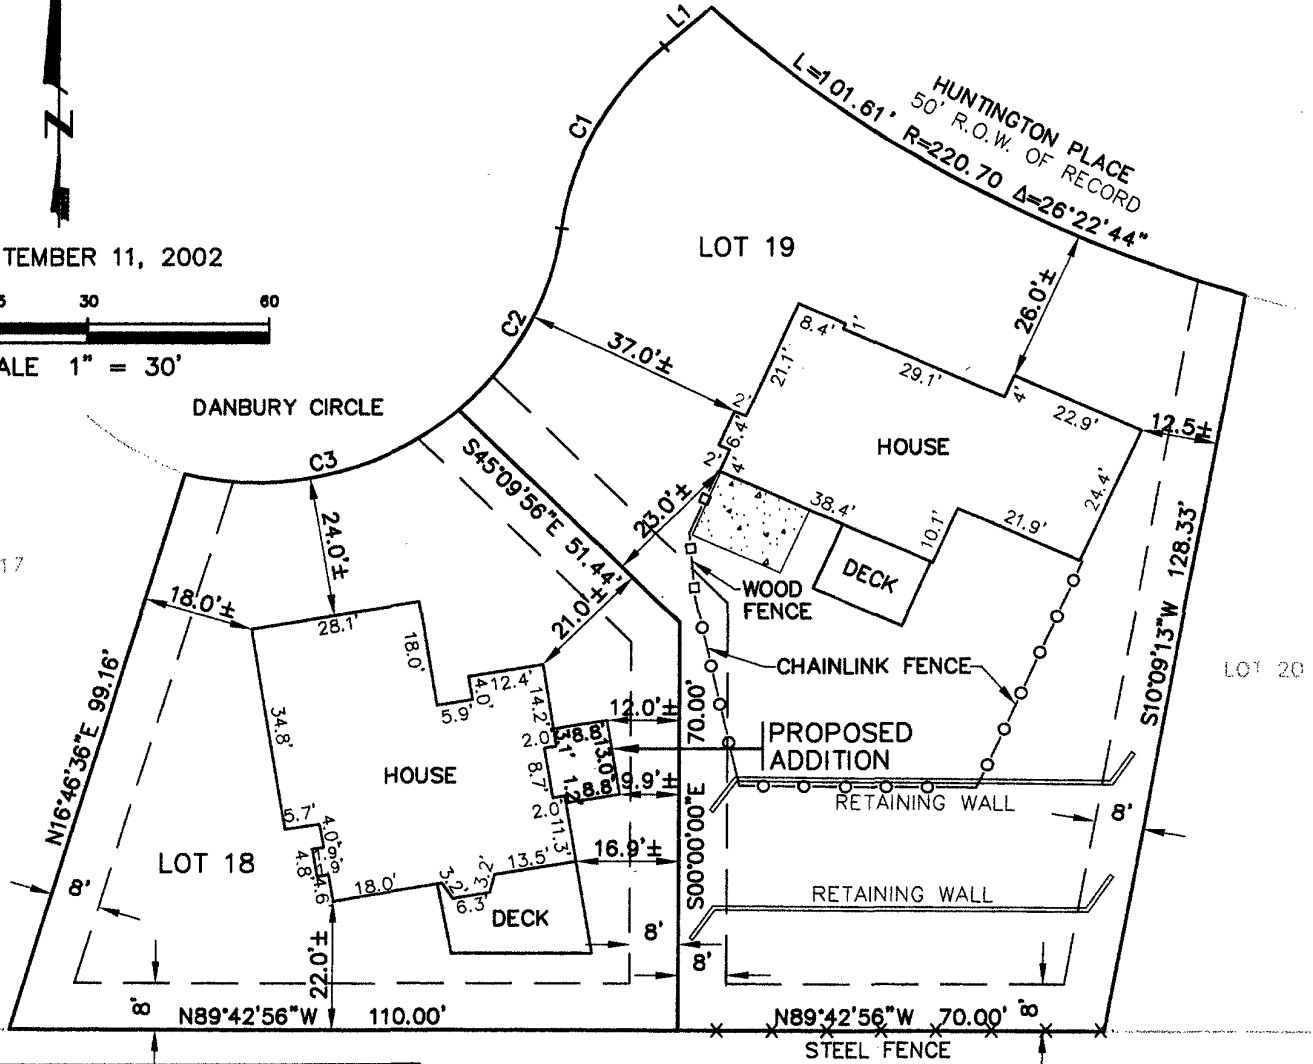 L1
L=101.61' R=220.70 Δ=26°22'44"
HUNTINGTON PLACE
50' R.O.W. OF RECORD
C1
N
TEMBER 11, 2002
30
60
ALE 1" = 30'
LOT 19
26.0'±
C2
37.0'±
8.4'
1'
21.1'
29.1'
4'
22.9'
12.5±
DANBURY CIRCLE
C3
2'
6.4'
2'
4'
HOUSE
24.4'
S45°09'56"E 51.44'
23.0'±
38.4'
10.1'
21.9'
24.0'±
DECK
WOOD
FENCE
S10°09'13"W 128.33'
17
18.0'±
28.1'
18.0'
21.0'±
CHAINLINK FENCE
LOT 20
12.4'
4.0'
5.9'
14.2'
12.0'±
70.00'
N16°46'36"E 99.16'
34.8'
HOUSE
2.0'
3.1'
8.8'
13.0'
PROPOSED
ADDITION
8.7'
1.2'
8.8'
9.9'±
2.0'
11.3'
RETAINING WALL
8'
5.7'
4.0'
4.8'
4.6
LOT 18
18.0'
3.2'
6.3'
3.2'
13.5'
16.9'±
S00°00'00"E
RETAINING WALL
8'
DECK
8'
8'
22.0'±
8'
8'
N89°42'56"W 110.00'
N89°42'56"W 70.00'
STEEL FENCE